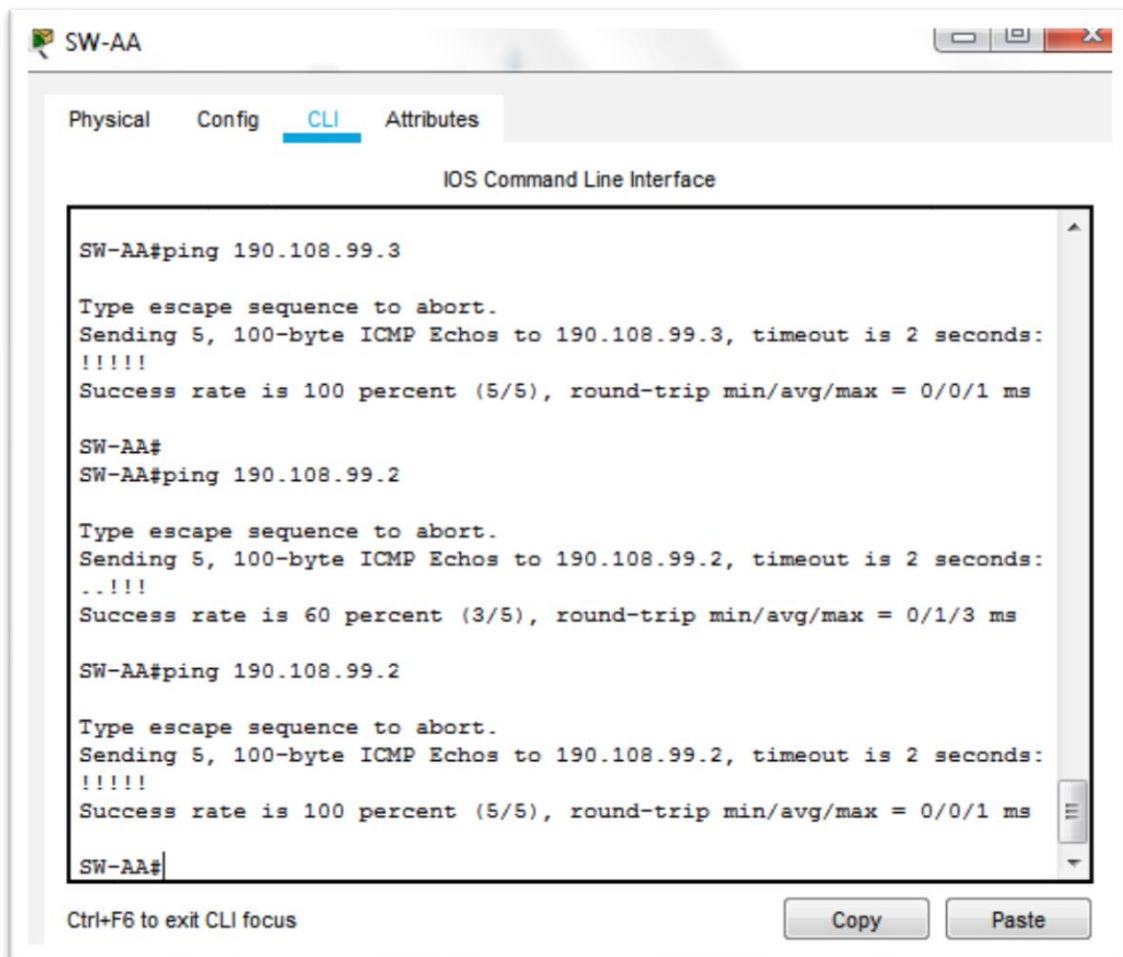 SW-AA
Physical Config CLI Attributes
IOS Command Line Interface
SW-AA#ping 190.108.99.3
Type escape sequence to abort.
Sending 5, 100-byte ICMP Echos to 190.108.99.3, timeout is 2 seconds:
!!!!!
Success rate is 100 percent (5/5), round-trip min/avg/max = 0/0/1 ms
SW-AA#
SW-AA#ping 190.108.99.2
Type escape sequence to abort.
Sending 5, 100-byte ICMP Echos to 190.108.99.2, timeout is 2 seconds:
..!!!
Success rate is 60 percent (3/5), round-trip min/avg/max = 0/1/3 ms
SW-AA#ping 190.108.99.2
Type escape sequence to abort.
Sending 5, 100-byte ICMP Echos to 190.108.99.2, timeout is 2 seconds:
!!!!!
Success rate is 100 percent (5/5), round-trip min/avg/max = 0/0/1 ms
SW-AA#
Ctrl+F6 to exit CLI focus Copy Paste